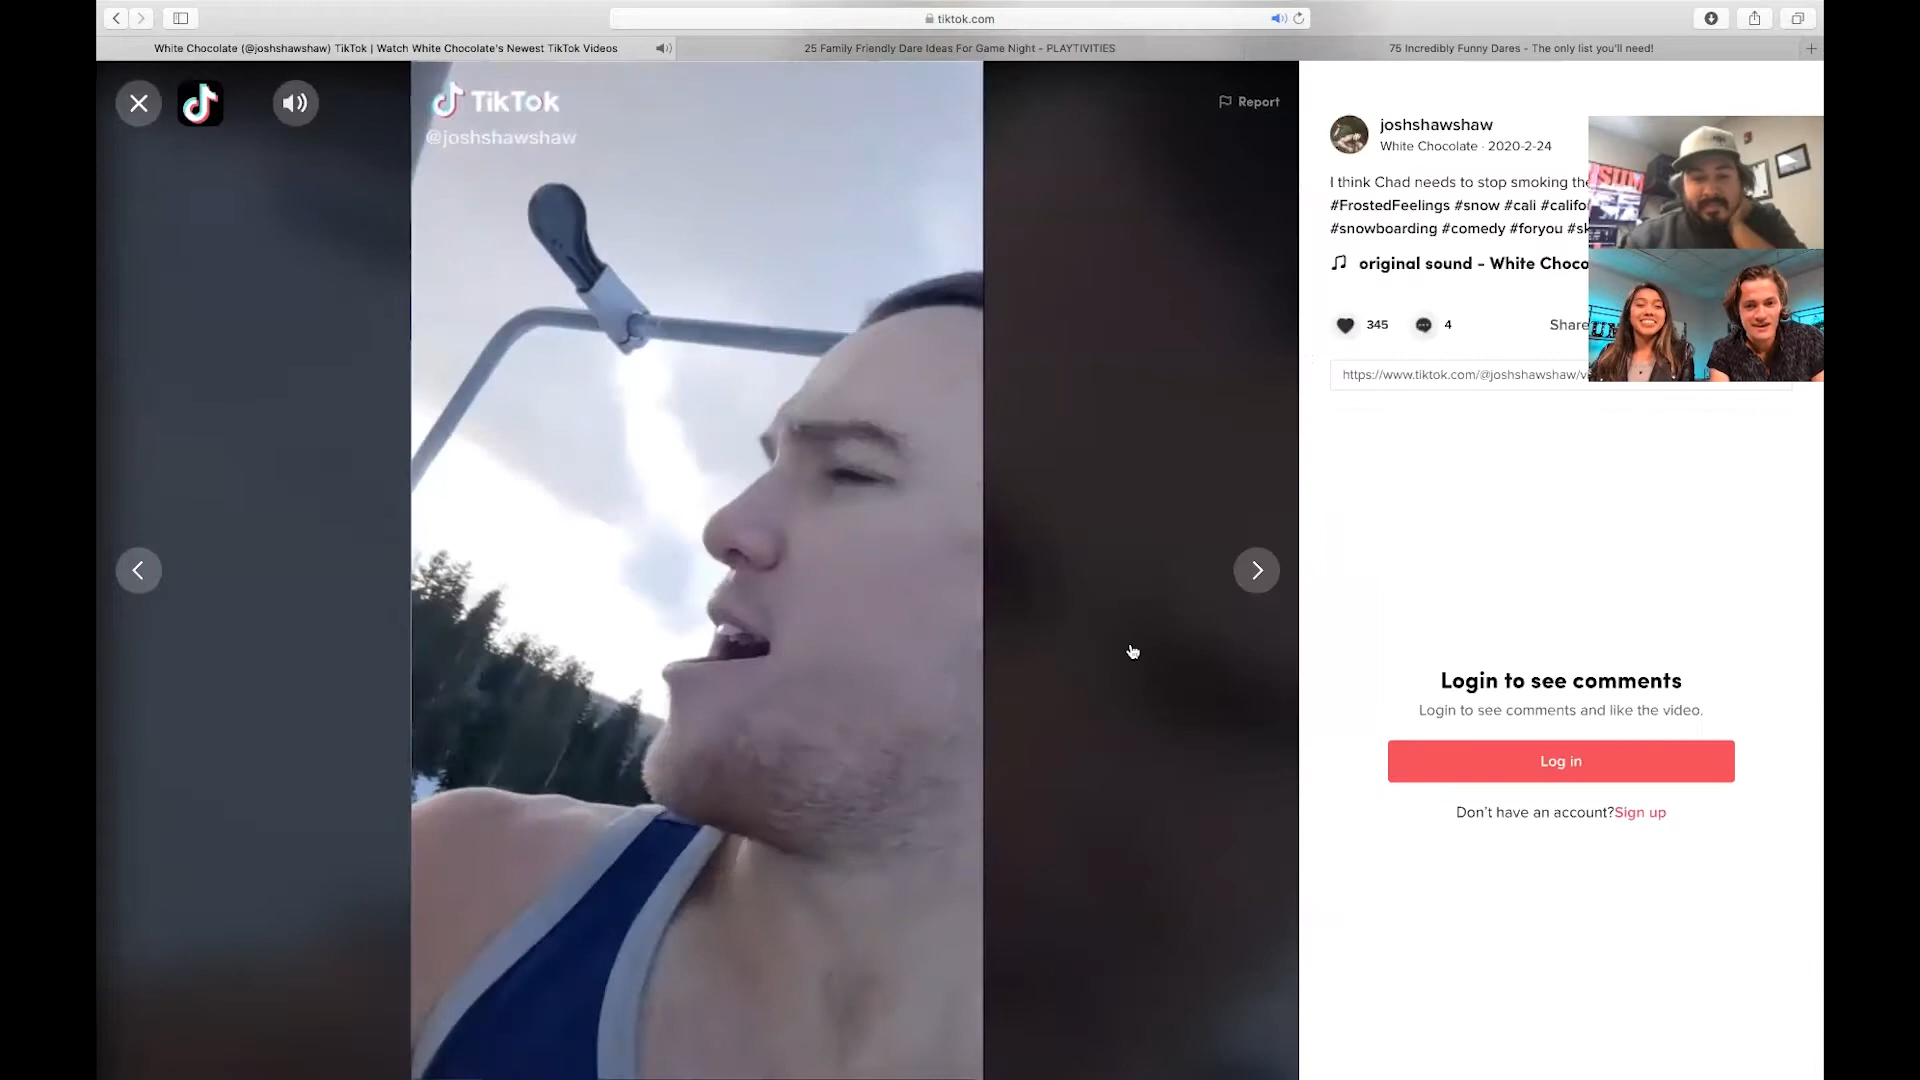 tiktok.com
White Chocolate (@joshshawshaw) TikTok | Watch White Chocolate's Newest TikTok Videos
25 Family Friendly Dare Ideas For Game Night - PLAYTIVITIES
75 Incredibly Funny Dares - The only list you'll need!
TikTok
@joshshawshaw
Report
joshshawshaw
White Chocolate · 2020-2-24
I think Chad needs to stop smoking the
#FrostedFeelings #snow #cali #califo
#snowboarding #comedy #foryou #sk
original sound - White Choco
345
4
Share
https://www.tiktok.com/@joshshawshaw/v
SUM
Login to see comments
Login to see comments and like the video.
Log in
Don't have an account?Sign up